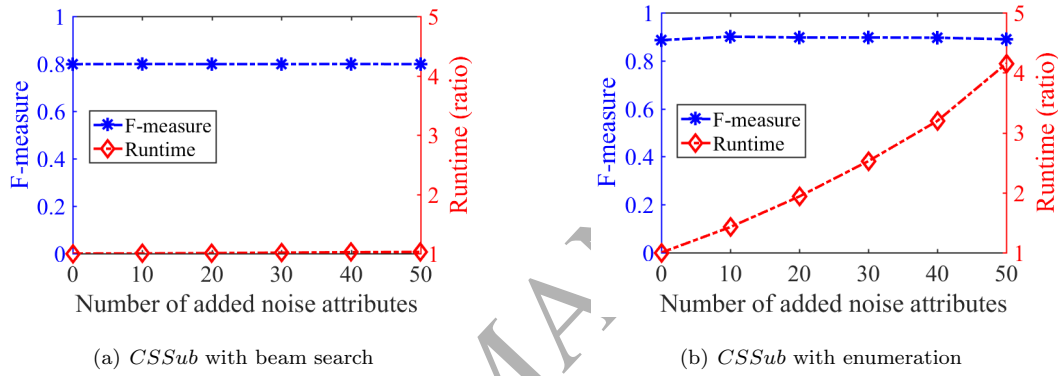 1
0.8
0.6
0.4
0.2
0
F-measure
5
4
3
2
1
Runtime (ratio)
F-measure
Runtime
0 10 20 30 40 50
Number of added noise attributes
(a) CSSub with beam search
1
0.8
0.6
0.4
0.2
0
F-measure
5
4
3
2
1
Runtime (ratio)
F-measure
Runtime
0 10 20 30 40 50
Number of added noise attributes
(b) CSSub with enumeration
MA